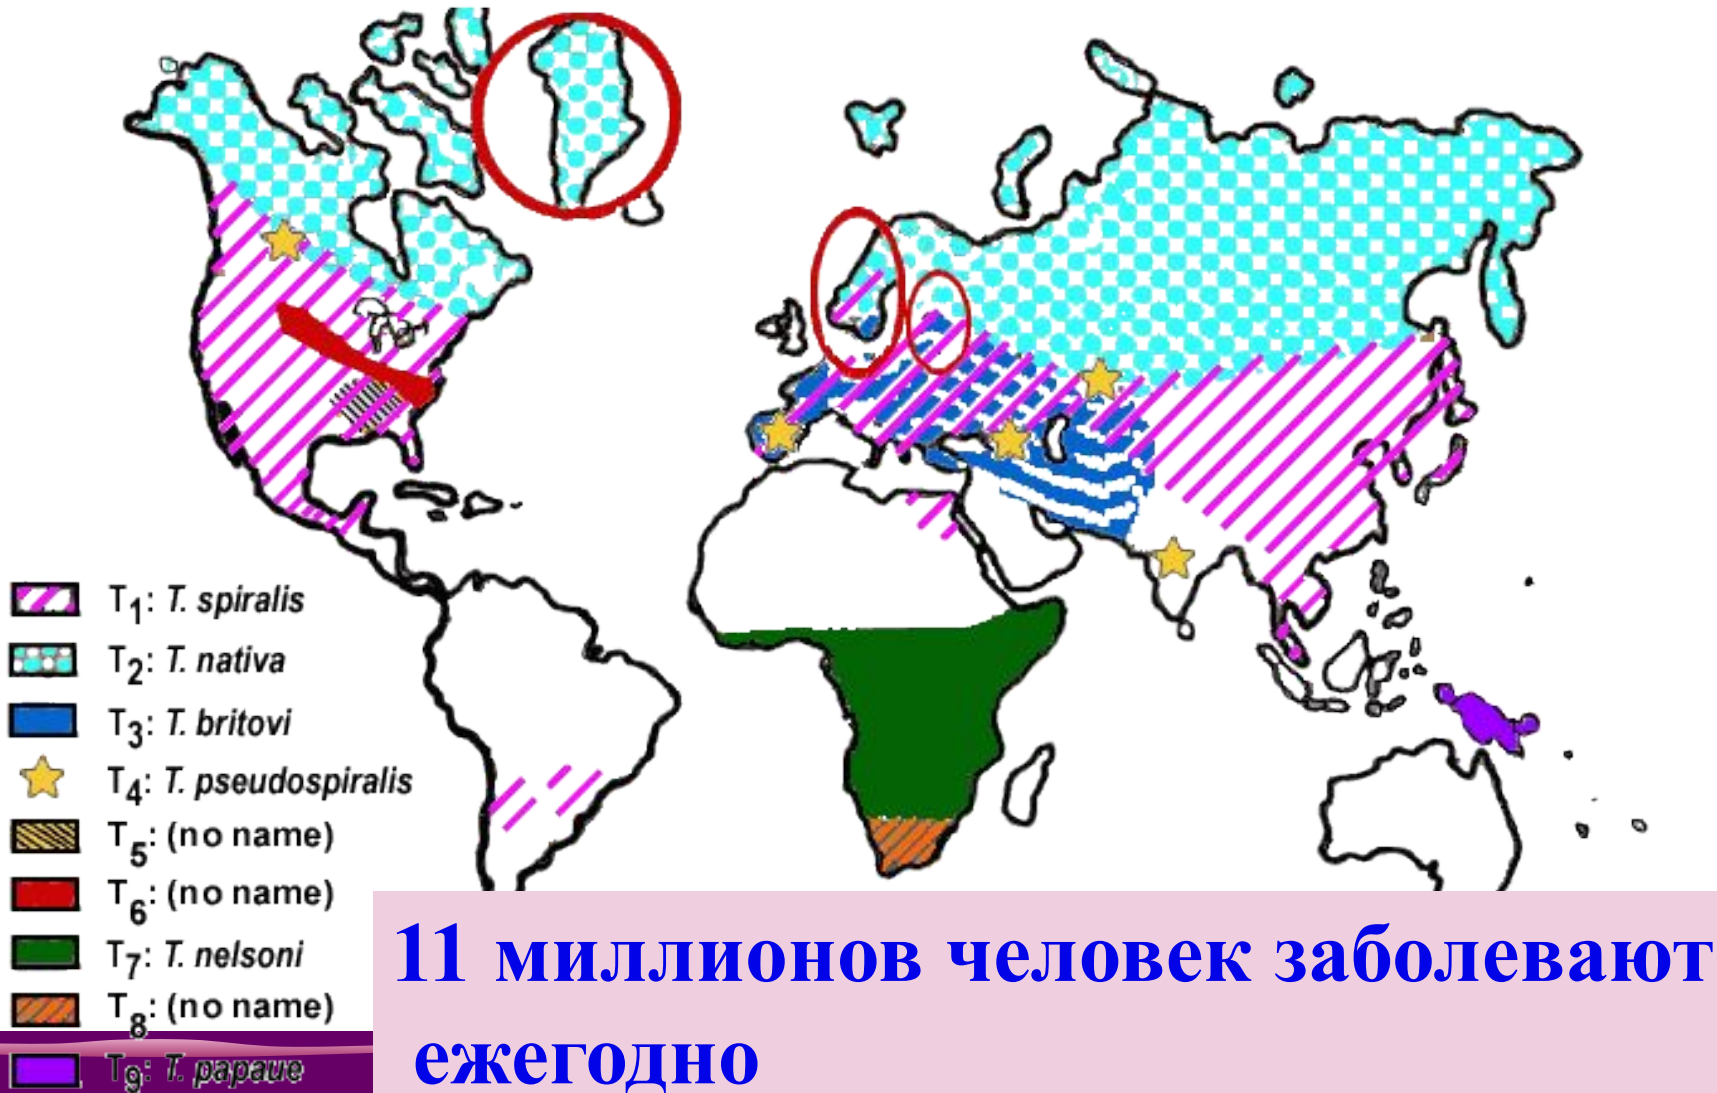 T1: T. spiralis
T2: T. nativa
T3: T. britovi
T4: T. pseudospiralis
T5: (no name)
T6: (no name)
T7: T. nelsoni
T8: (no name)
T9: T. papaue
11 миллионов человек заболевают
ежегодно